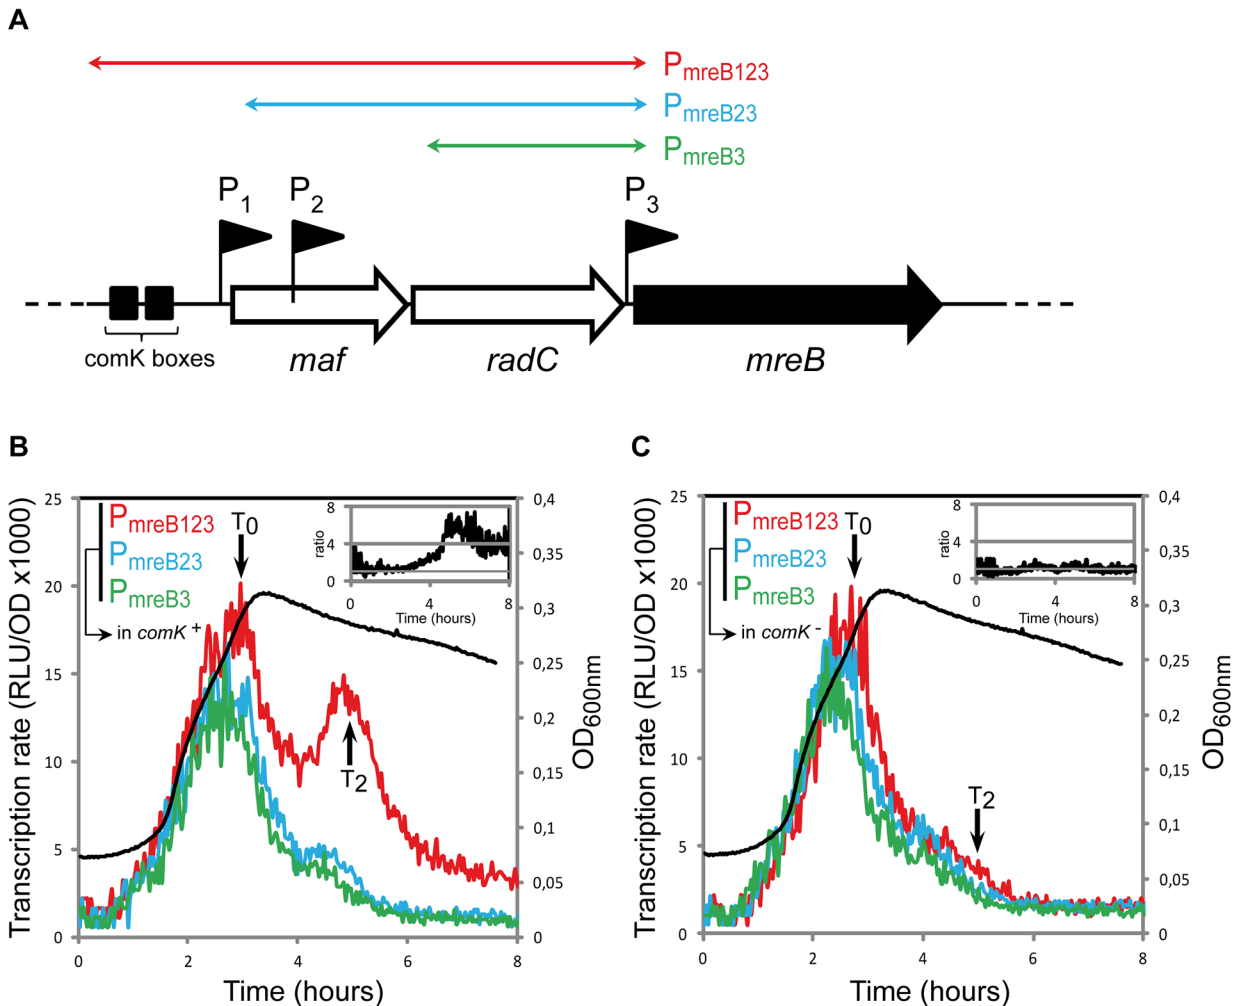 A
PmreB123
PmreB23
PmreB3
P1 P2 P3
comK boxes
maf radC mreB
B
Transcription rate (RLU/OD x1000)
25
20
15
10
5
0
PmreB123
PmreB23
PmreB3
in comK +
T0
T2
ratio
8
4
0
0 4 8
Time (hours)
0,4
0,35
0,3
0,25
0,2
0,15
0,1
0,05
0
OD600nm
0 2 4 6 8
Time (hours)
C
Transcription rate (RLU/OD x1000)
25
20
15
10
5
0
PmreB123
PmreB23
PmreB3
in comK -
T0
T2
ratio
8
4
0
0 4 8
Time (hours)
0,4
0,35
0,3
0,25
0,2
0,15
0,1
0,05
0
OD600nm
0 2 4 6 8
Time (hours)